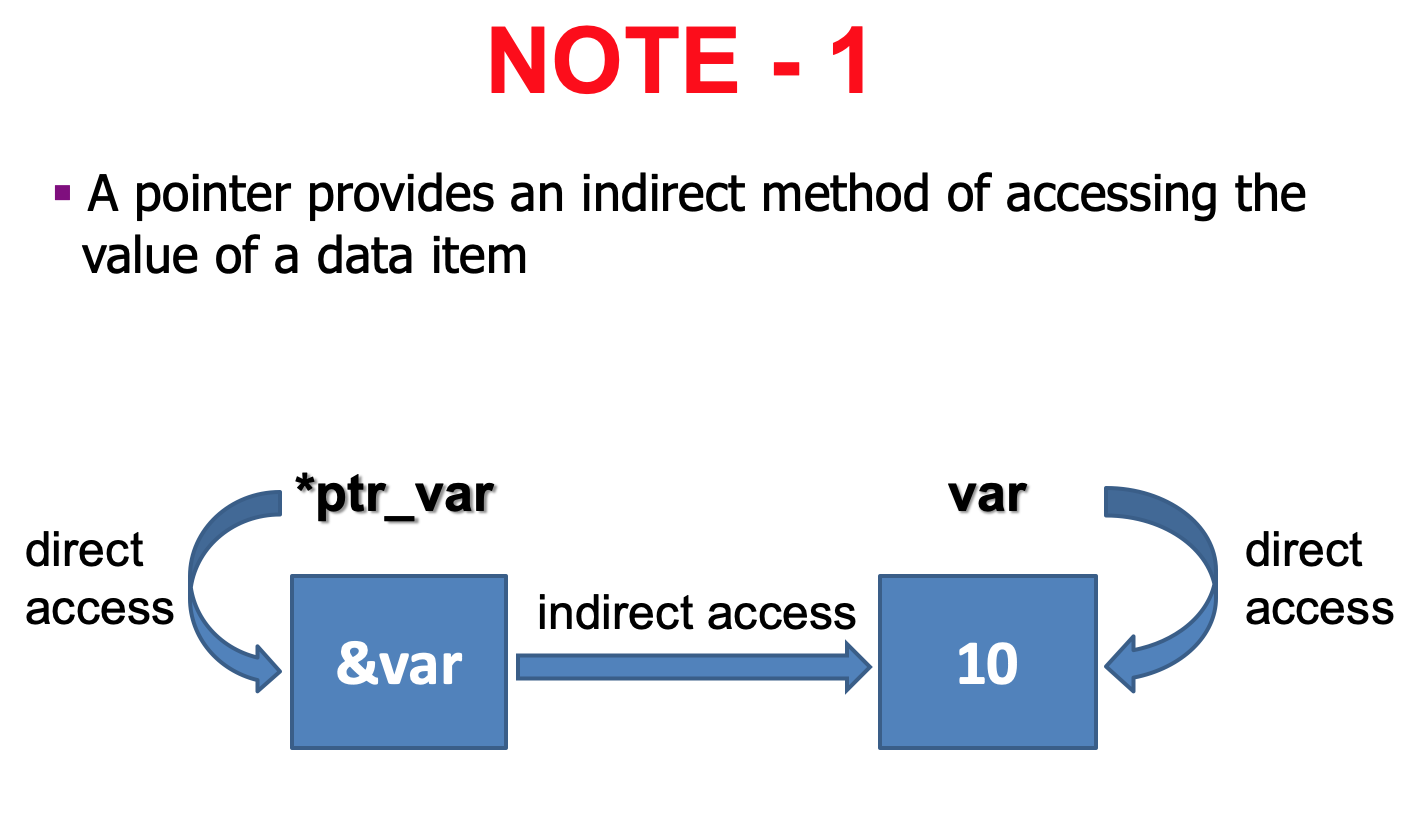 NOTE - 1
▪ A pointer provides an indirect method of accessing the
value of a data item
*ptr_var
var
direct
access
&var
indirect access
10
direct
access